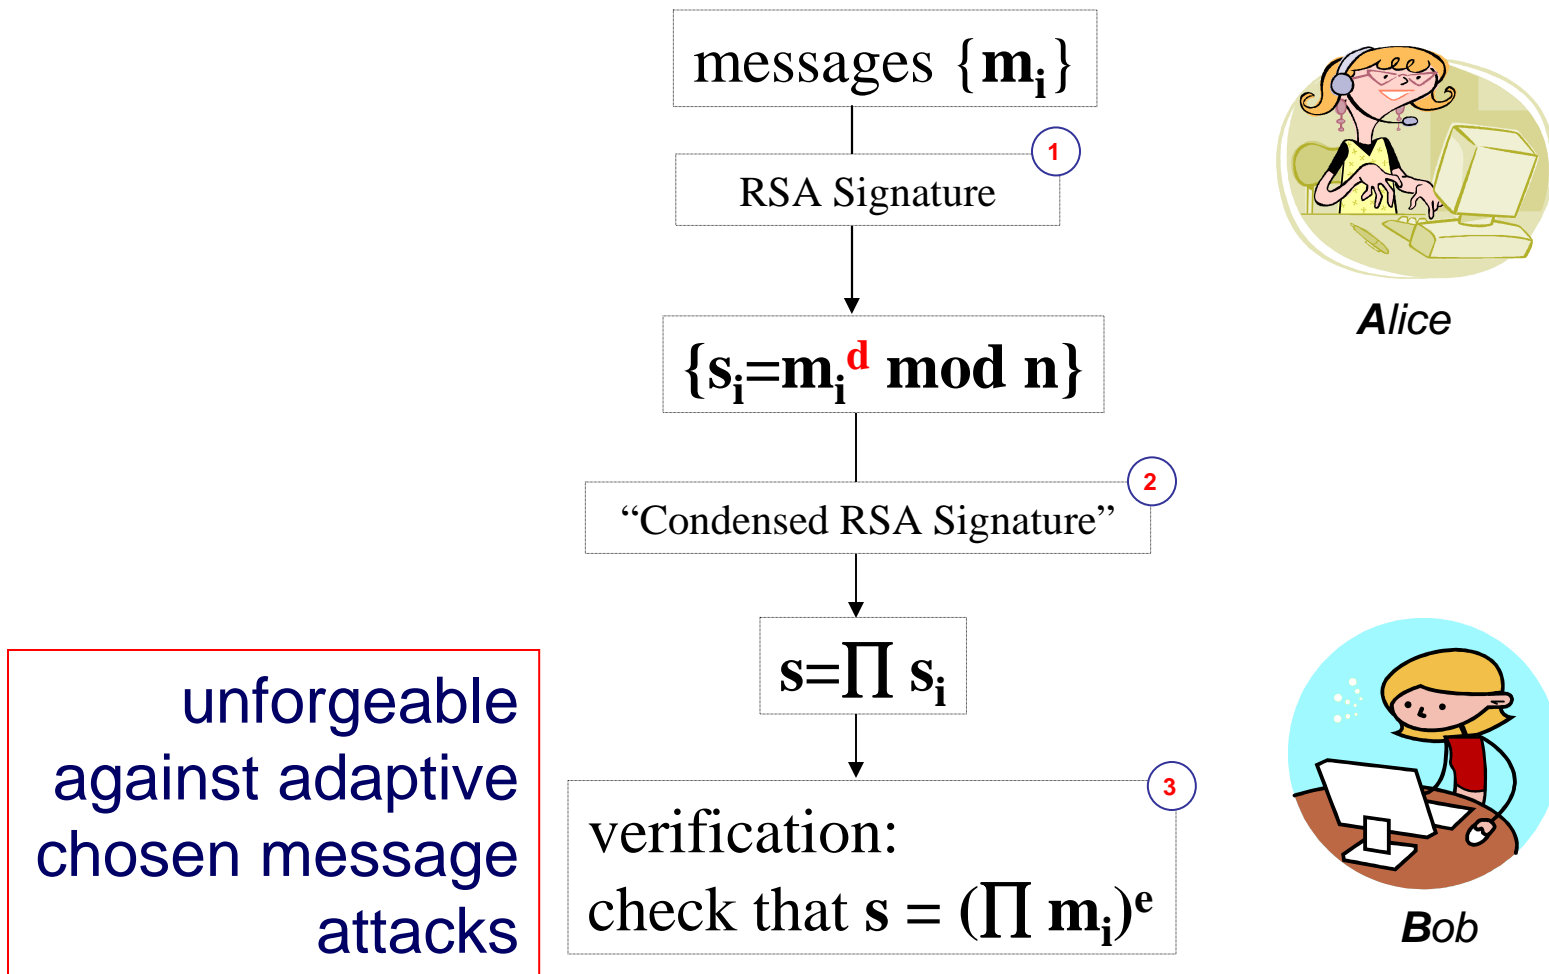 messages {mᵢ}
1
RSA Signature
Alice
{sᵢ=mᵢᵈ mod n}
2
“Condensed RSA Signature”
s=∏ sᵢ
unforgeable
against adaptive
chosen message
attacks
3
verification:
check that s = (∏ mᵢ)ᵉ
Bob